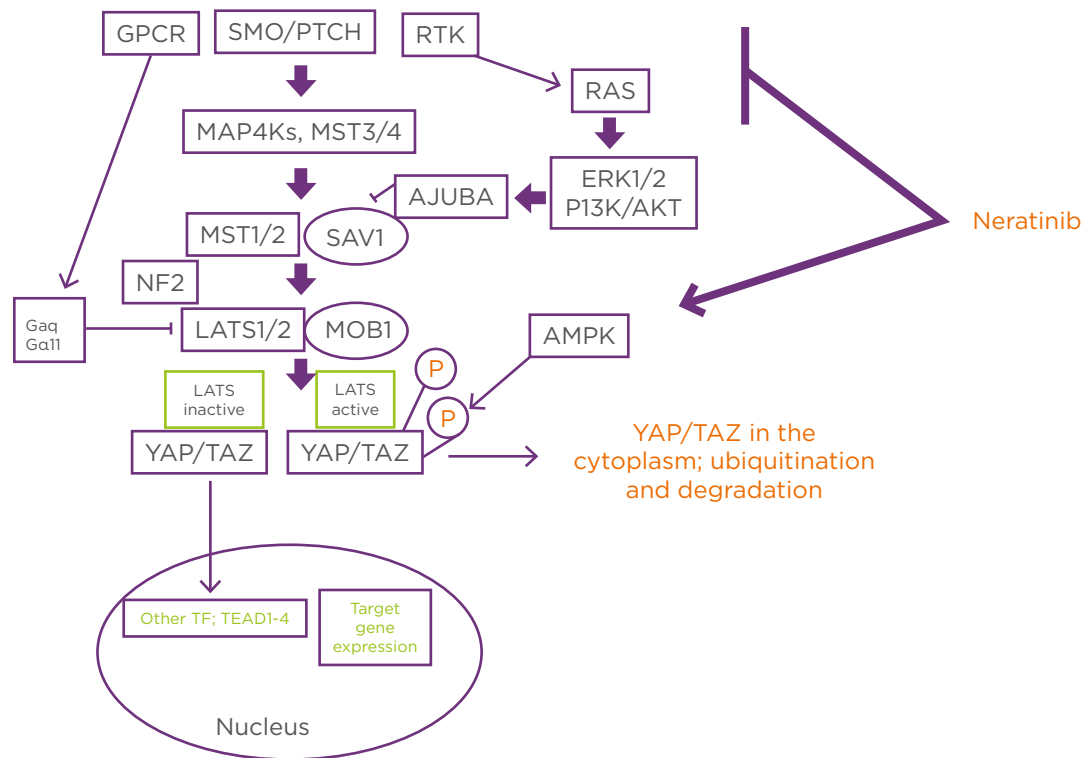 GPCR
SMO/PTCH
RTK
RAS
MAP4Ks, MST3/4
ERK1/2
P13K/AKT
AJUBA
MST1/2
SAV1
Neratinib
NF2
Gaq
Gα11
LATS1/2
MOB1
AMPK
P
LATS
inactive
LATS
active
P
YAP/TAZ
YAP/TAZ
YAP/TAZ in the
cytoplasm; ubiquitination
and degradation
Other TF; TEAD1-4
Target
gene
expression
Nucleus